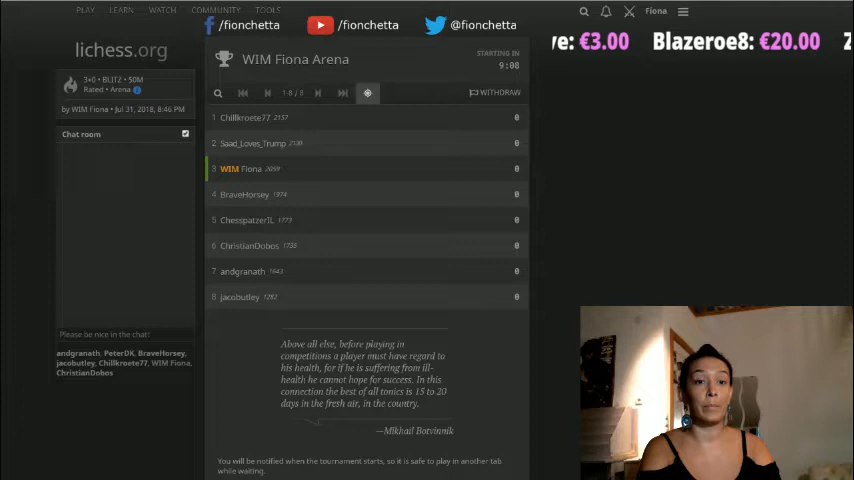 PLAY LEARN WATCH COMMUNITY TOOLS
Fiona
/fionchetta /fionchetta @fionchetta
lichess.org
WIM Fiona Arena
STARTING IN
9:08
ve: €3.00 Blazeroe8: €20.00
3+0 • BLITZ • 50M
Rated • Arena
by WIM Fiona • Jul 31, 2018, 8:46 PM
1-8 / 8
WITHDRAW
1 Chillkroete77 2157 0
2 Saad_Loves_Trump 2130 0
3 WIM Fiona 2059 0
4 BraveHorsey 1974 0
5 ChesspatzerIL 1773 0
6 ChristianDobos 1735 0
7 andgranath 1643 0
8 jacobutley 1282 0
Chat room
Please be nice in the chat!
andgranath, PeterDK, BraveHorsey,
jacobutley, Chillkroete77, WIM Fiona,
ChristianDobos
Above all else, before playing in
competitions a player must have regard to
his health, for if he is suffering from ill-
health he cannot hope for success. In this
connection the best of all tonics is 15 to 20
days in the fresh air, in the country.
—Mikhail Botvinnik
You will be notified when the tournament starts, so it is safe to play in another tab
while waiting.